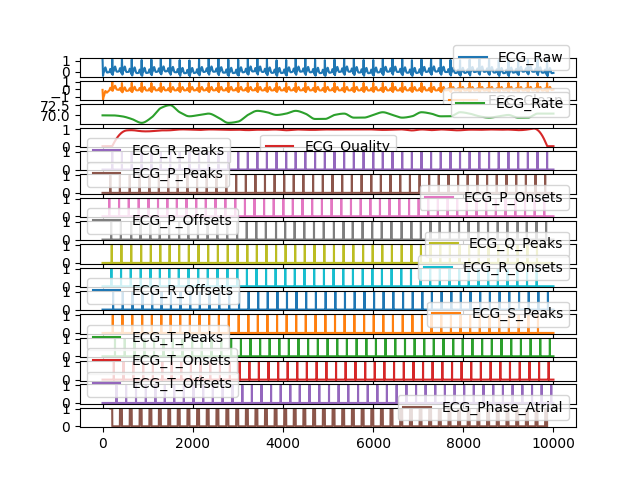 1
0
ECG_Raw
0
−1
72.5
70.0
ECG_Rate
1
0
ECG_Quality
1
0
ECG_R_Peaks
1
0
ECG_P_Peaks
1
0
ECG_P_Onsets
1
0
ECG_P_Offsets
1
0
ECG_Q_Peaks
1
0
ECG_R_Onsets
1
0
ECG_R_Offsets
1
0
ECG_S_Peaks
1
0
ECG_T_Peaks
1
0
ECG_T_Onsets
1
0
ECG_T_Offsets
1
0
ECG_Phase_Atrial
0 2000 4000 6000 8000 10000